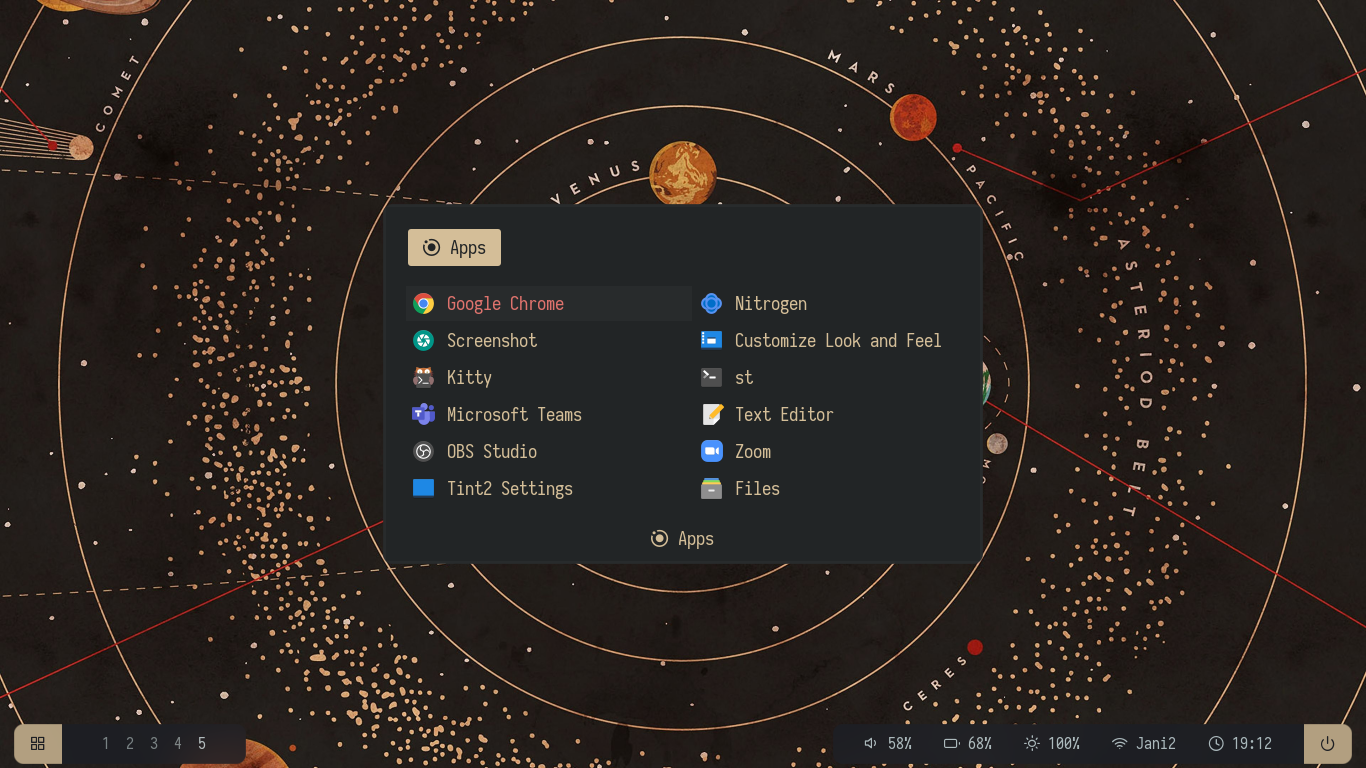 COMET
MARS
VENUS
PACIFIC
ASTERIOD BELT
Apps
Google Chrome
Nitrogen
Screenshot
Customize Look and Feel
Kitty
st
Microsoft Teams
Text Editor
OBS Studio
Zoom
Tint2 Settings
Files
Apps
CERES
1 2 3 4 5
58% 68% 100% Jani2 19:12